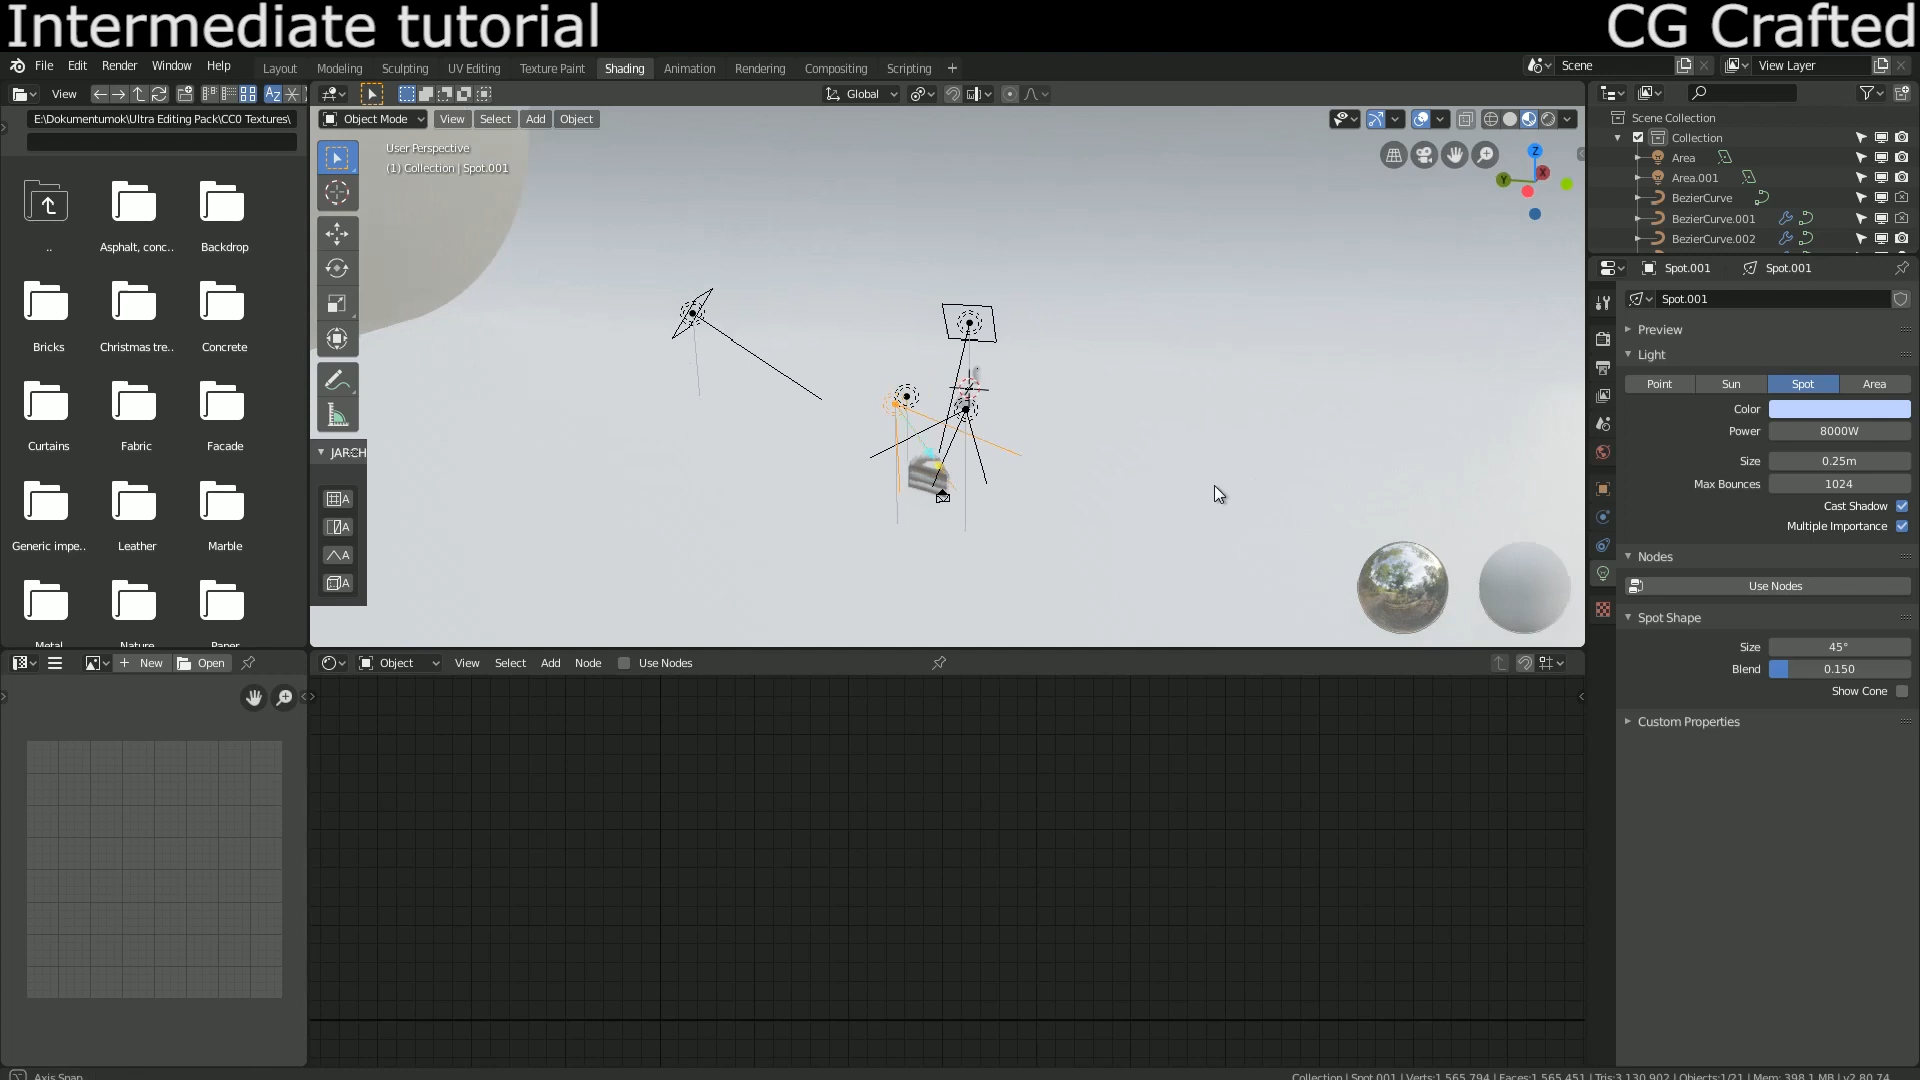 Intermediate tutorial
CG Crafted
File Edit Render Window Help
Layout Modeling Sculpting UV Editing Texture Paint Shading Animation Rendering Compositing Scripting +
Scene
View Layer
View
Global
E:\Dokumentumok\Ultra Editing Pack\CC0 Textures\
Object Mode View Select Add Object
User Perspective
(1) Collection | Spot.001
Z
Y
X
..
Asphalt, conc..
Backdrop
Bricks
Christmas tre..
Concrete
Curtains
Fabric
Facade
Generic impe..
Leather
Marble
Metal
Nature
Paper
JARCH
A
A
A
A
Scene Collection
Collection
Area
Area.001
BezierCurve
BezierCurve.001
BezierCurve.002
Spot.001
Spot.001
Spot.001
Preview
Light
Point Sun Spot Area
Color
Power 8000W
Size 0.25m
Max Bounces 1024
Cast Shadow
Multiple Importance
Nodes
Use Nodes
Spot Shape
Size 45°
Blend 0.150
Show Cone
Custom Properties
New Open
Object View Select Add Node Use Nodes
Axis Snap
Collection | Spot.001 | Verts:1,565,794 | Faces:1,565,451 | Tris:3,130,902 | Objects:1/21 | Mem: 398.1 MB | v2.80.74